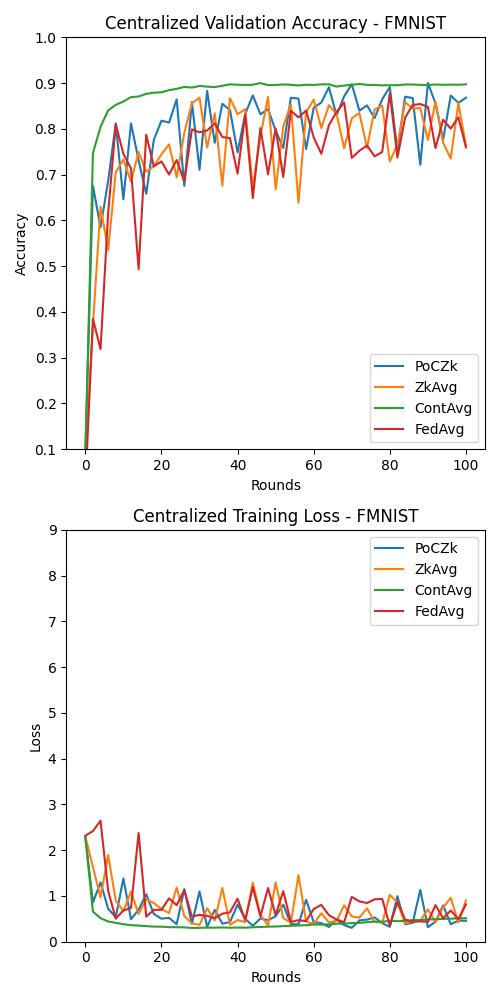 Centralized Validation Accuracy - FMNIST
1.0
0.9
0.8
0.7
0.6
0.5
0.4
0.3
0.2
0.1
Accuracy
PoCZk
ZkAvg
ContAvg
FedAvg
0 20 40 60 80 100
Rounds
Centralized Training Loss - FMNIST
9
8
7
6
5
4
3
2
1
0
Loss
PoCZk
ZkAvg
ContAvg
FedAvg
0 20 40 60 80 100
Rounds